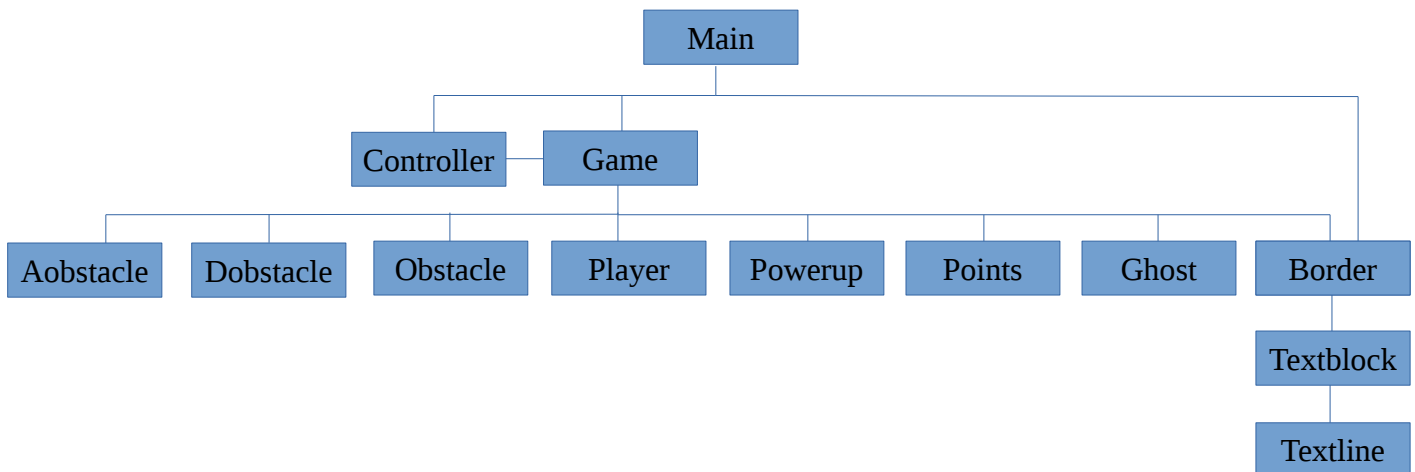 Main
Controller
Game
Aobstacle
Dobstacle
Obstacle
Player
Powerup
Points
Ghost
Border
Textblock
Textline